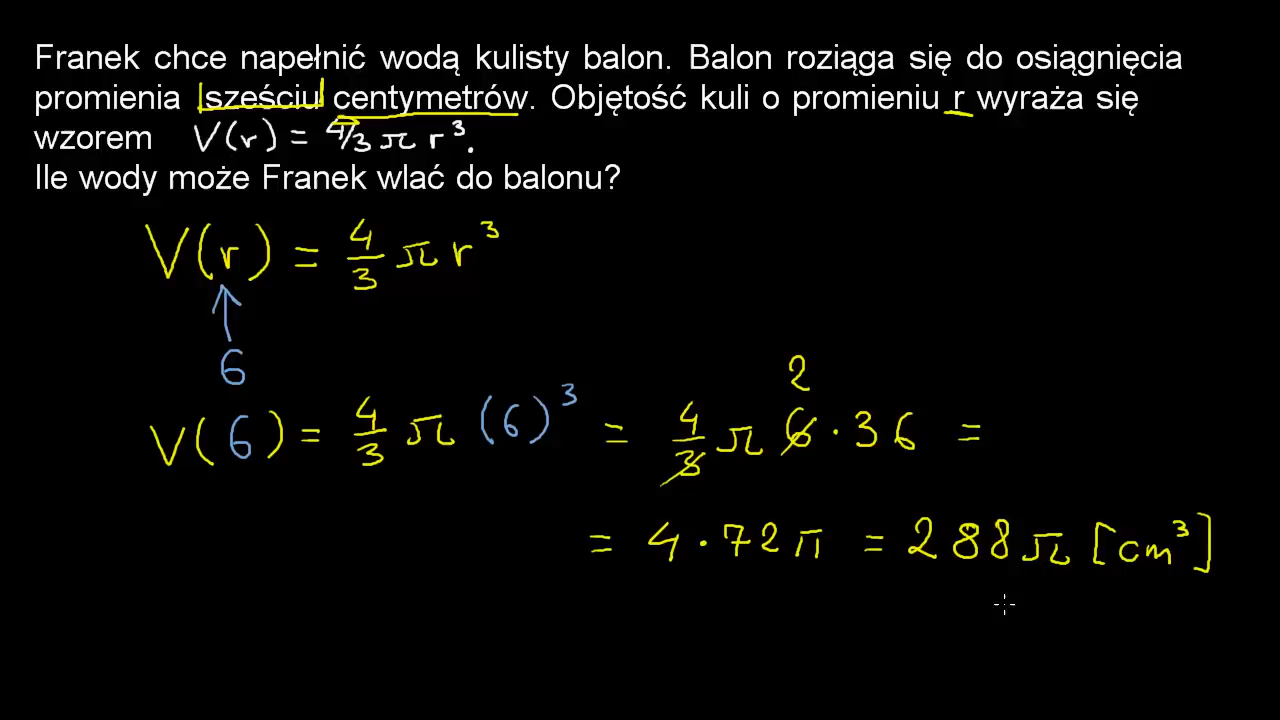 Franek chce napełnić wodą kulisty balon. Balon roziąga się do osiągnięcia
promienia sześciu centymetrów. Objętość kuli o promieniu r wyraża się
wzorem V(r) = 4/3 π r³.
Ile wody może Franek wlać do balonu?
V(r) = 4/3 π r³
6
2
V(6) = 4/3 π (6)³ = 4/3 π 6 · 36 =
= 4 · 72 π = 288 π [cm³]